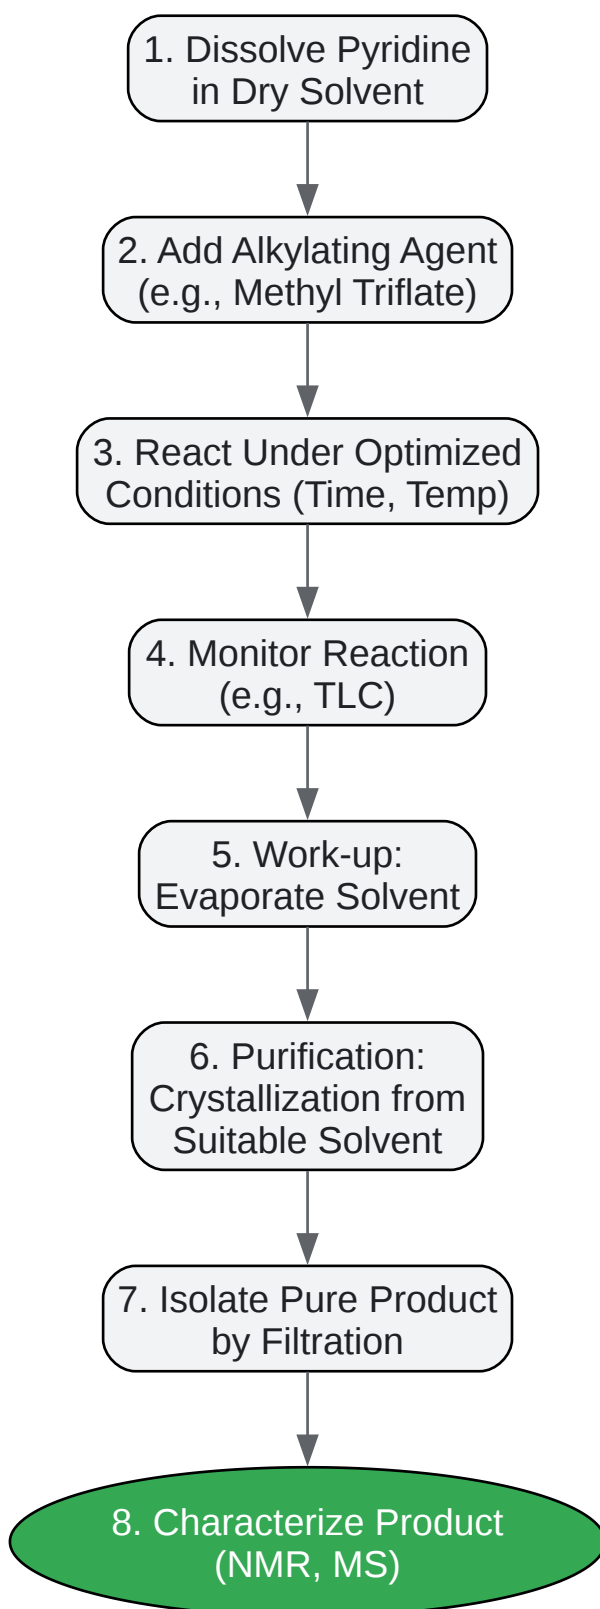 1. Dissolve Pyridine
in Dry Solvent
2. Add Alkylating Agent
(e.g., Methyl Triflate)
3. React Under Optimized
Conditions (Time, Temp)
4. Monitor Reaction
(e.g., TLC)
5. Work-up:
Evaporate Solvent
6. Purification:
Crystallization from
Suitable Solvent
7. Isolate Pure Product
by Filtration
8. Characterize Product
(NMR, MS)